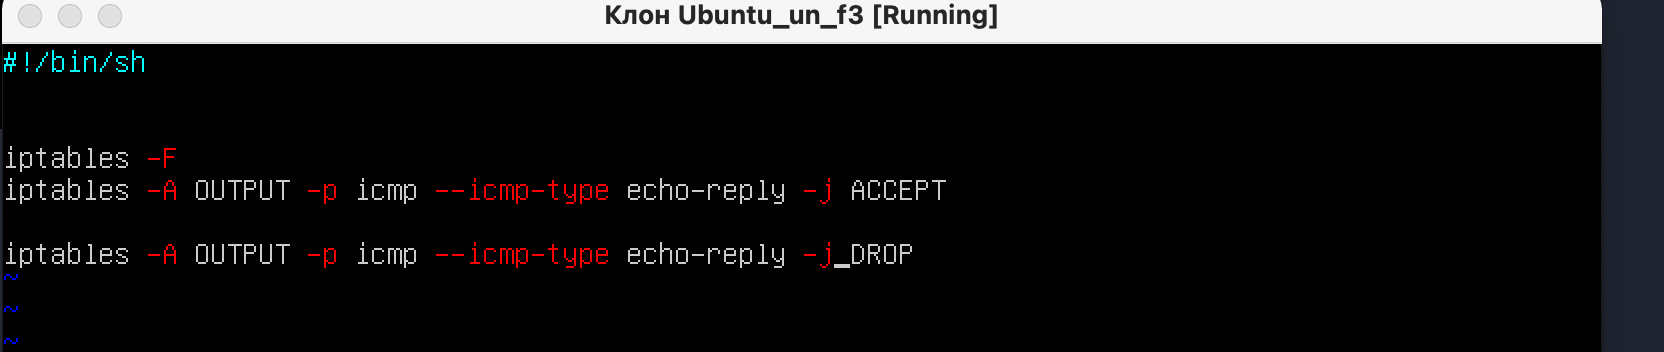 Клон Ubuntu_un_f3 [Running]
#!/bin/sh
iptables -F
iptables -A OUTPUT -p icmp --icmp-type echo-reply -j ACCEPT
iptables -A OUTPUT -p icmp --icmp-type echo-reply -j DROP
~
~
~